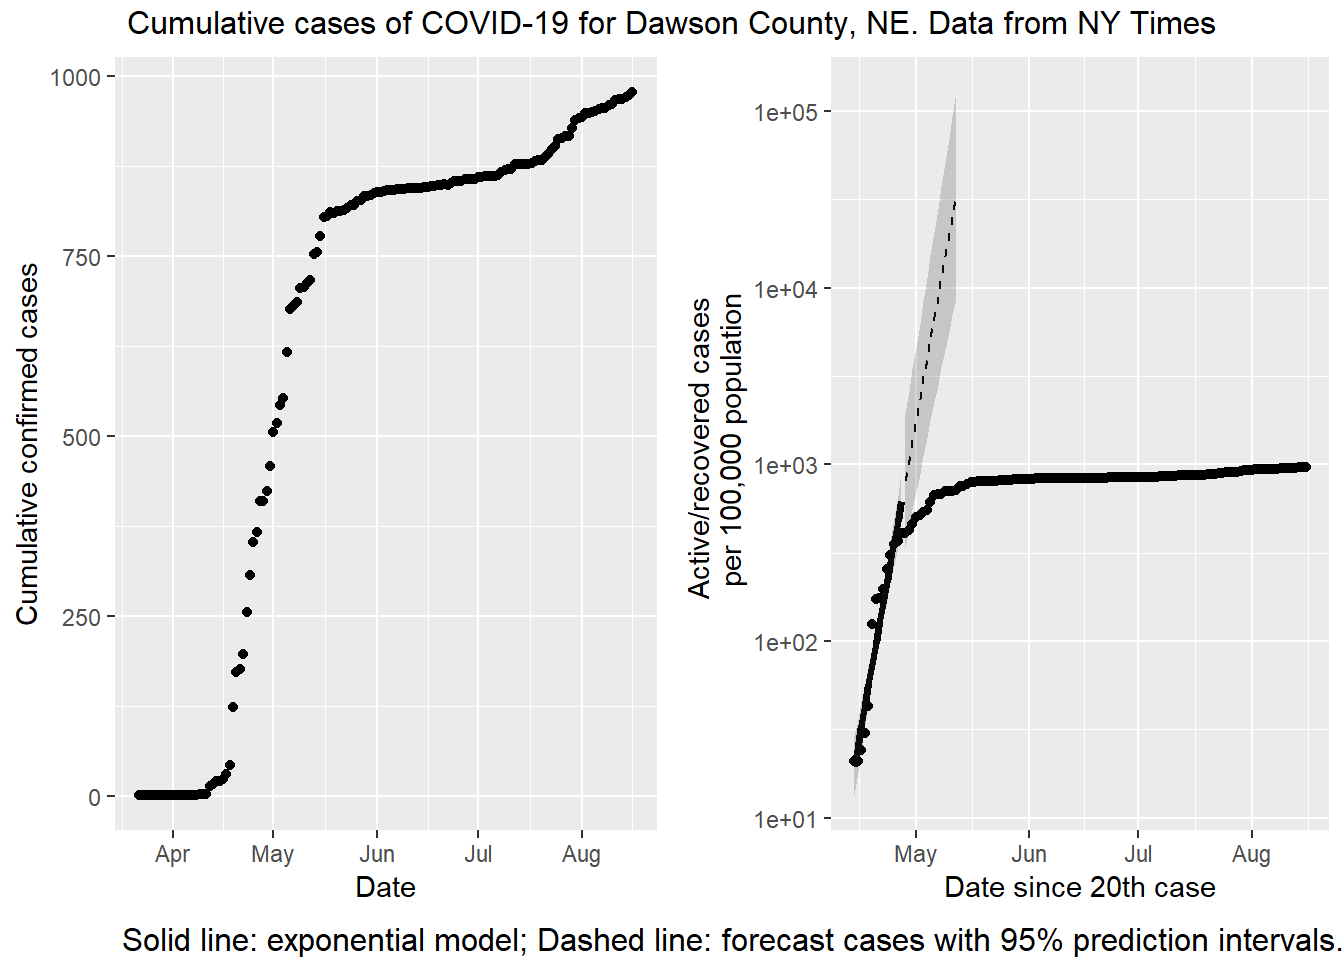 Cumulative cases of COVID-19 for Dawson County, NE. Data from NY Times
Cumulative confirmed cases
1000
750
500
250
0
Apr
May
Jun
Jul
Aug
Date
Active/recovered cases
per 100,000 population
1e+05
1e+04
1e+03
1e+02
1e+01
May
Jun
Jul
Aug
Date since 20th case
Solid line: exponential model; Dashed line: forecast cases with 95% prediction intervals.